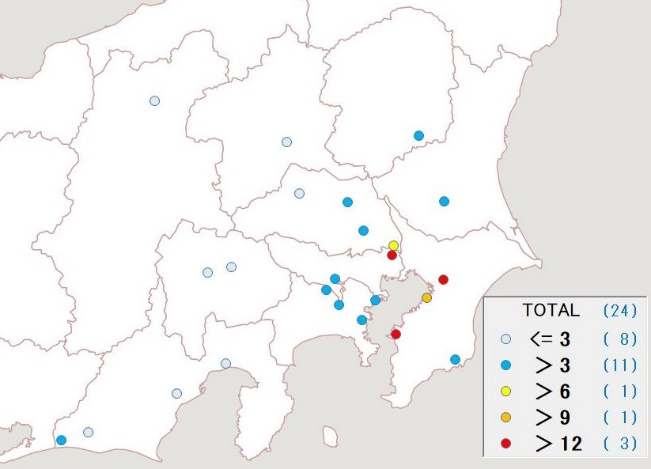 TOTAL (24)
<= 3 ( 8)
> 3 (11)
> 6 ( 1)
> 9 ( 1)
> 12 ( 3)